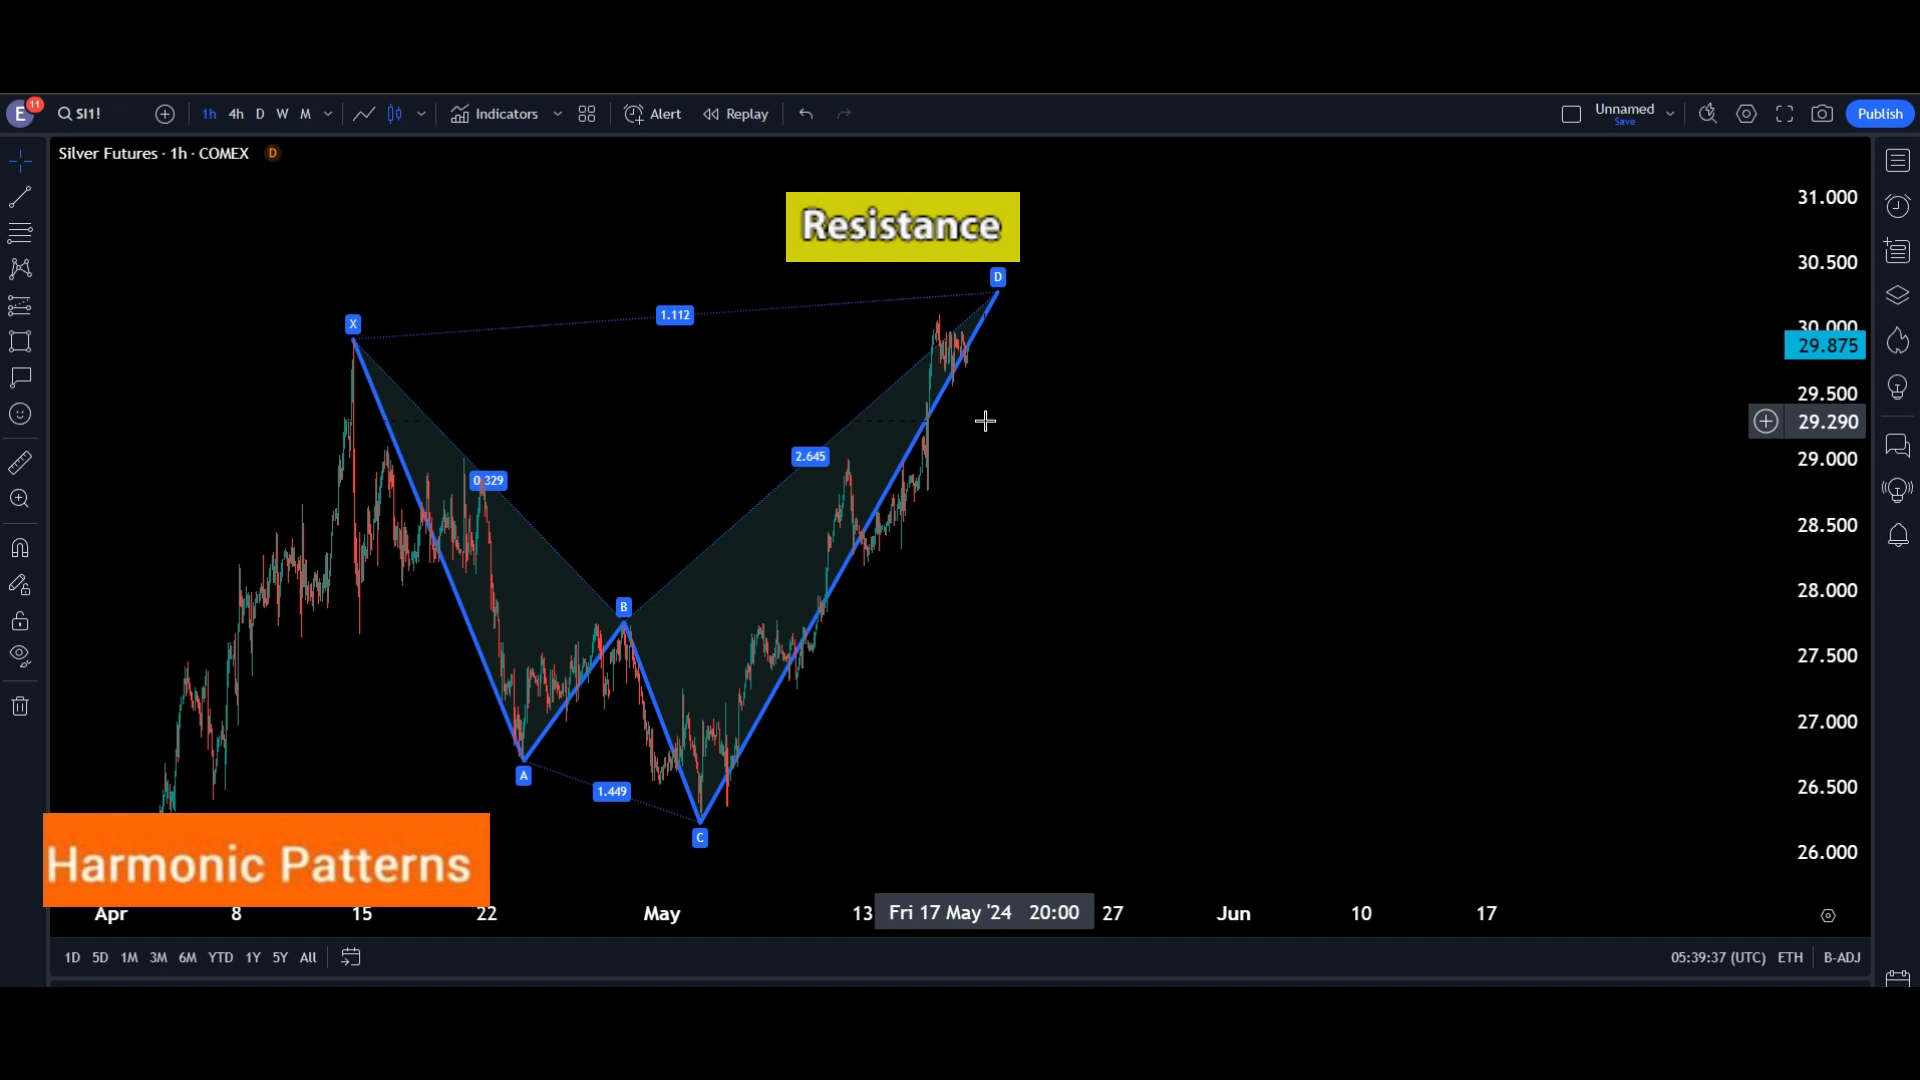 E 11 SI1! 1h 4h D W M Indicators Alert Replay Unnamed Save Publish
Silver Futures · 1h · COMEX D
31.000
Resistance
30.500
D
1.112
X
30.000
29.875
29.500
29.290
2.645
29.000
0.329
28.500
28.000
B
27.500
27.000
A
26.500
1.449
C
26.000
Harmonic Patterns
Apr 8 15 22 May 13 Fri 17 May '24 20:00 27 Jun 10 17
1D 5D 1M 3M 6M YTD 1Y 5Y All 05:39:37 (UTC) ETH B-ADJ